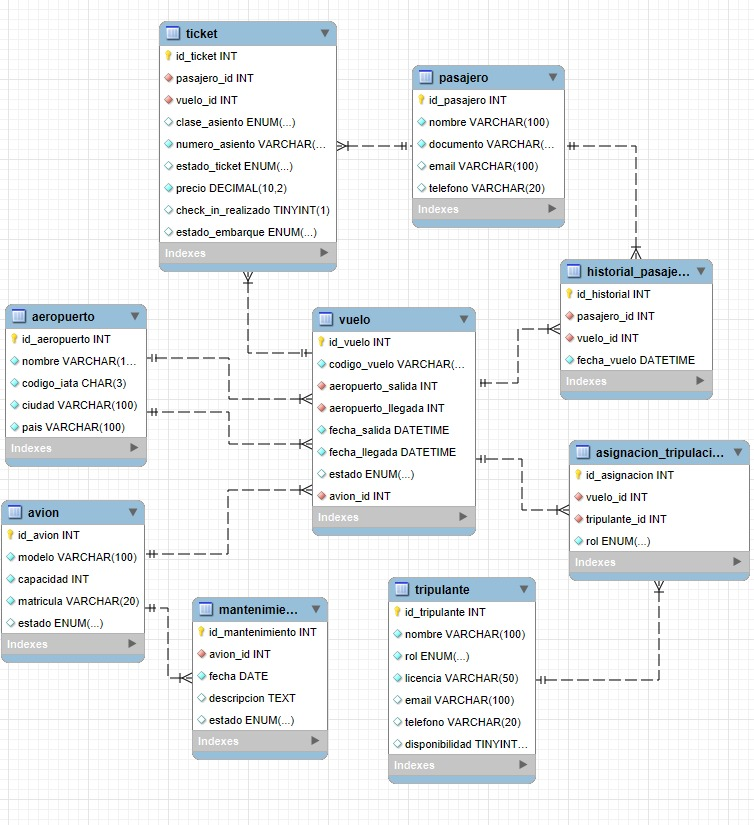 ticket
id_ticket INT
pasajero_id INT
vuelo_id INT
clase_asiento ENUM(...)
numero_asiento VARCHAR(...
estado_ticket ENUM(...)
precio DECIMAL(10,2)
check_in_realizado TINYINT(1)
estado_embarque ENUM(...)
Indexes
pasajero
id_pasajero INT
nombre VARCHAR(100)
documento VARCHAR(...
email VARCHAR(100)
telefono VARCHAR(20)
Indexes
historial_pasaje...
id_historial INT
pasajero_id INT
vuelo_id INT
fecha_vuelo DATETIME
Indexes
aeropuerto
id_aeropuerto INT
nombre VARCHAR(1...
codigo_iata CHAR(3)
ciudad VARCHAR(100)
pais VARCHAR(100)
Indexes
vuelo
id_vuelo INT
codigo_vuelo VARCHAR(...
aeropuerto_salida INT
aeropuerto_llegada INT
fecha_salida DATETIME
fecha_llegada DATETIME
estado ENUM(...)
avion_id INT
Indexes
asignacion_tripulaci...
id_asignacion INT
vuelo_id INT
tripulante_id INT
rol ENUM(...)
Indexes
avion
id_avion INT
modelo VARCHAR(100)
capacidad INT
matricula VARCHAR(20)
estado ENUM(...)
Indexes
mantenimie...
id_mantenimiento INT
avion_id INT
fecha DATE
descripcion TEXT
estado ENUM(...)
Indexes
tripulante
id_tripulante INT
nombre VARCHAR(100)
rol ENUM(...)
licencia VARCHAR(50)
email VARCHAR(100)
telefono VARCHAR(20)
disponibilidad TINYINT...
Indexes